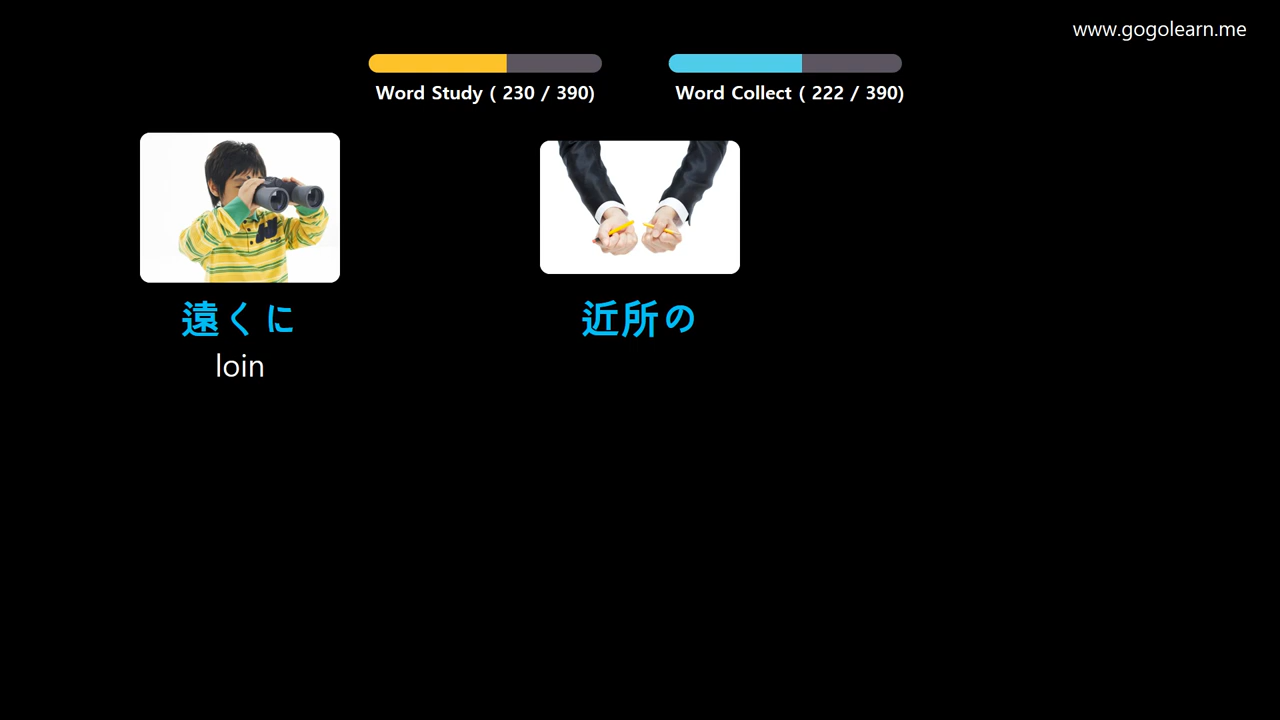 www.gogolearn.me
Word Study ( 230 / 390)
Word Collect ( 222 / 390)
遠くに
loin
近所の